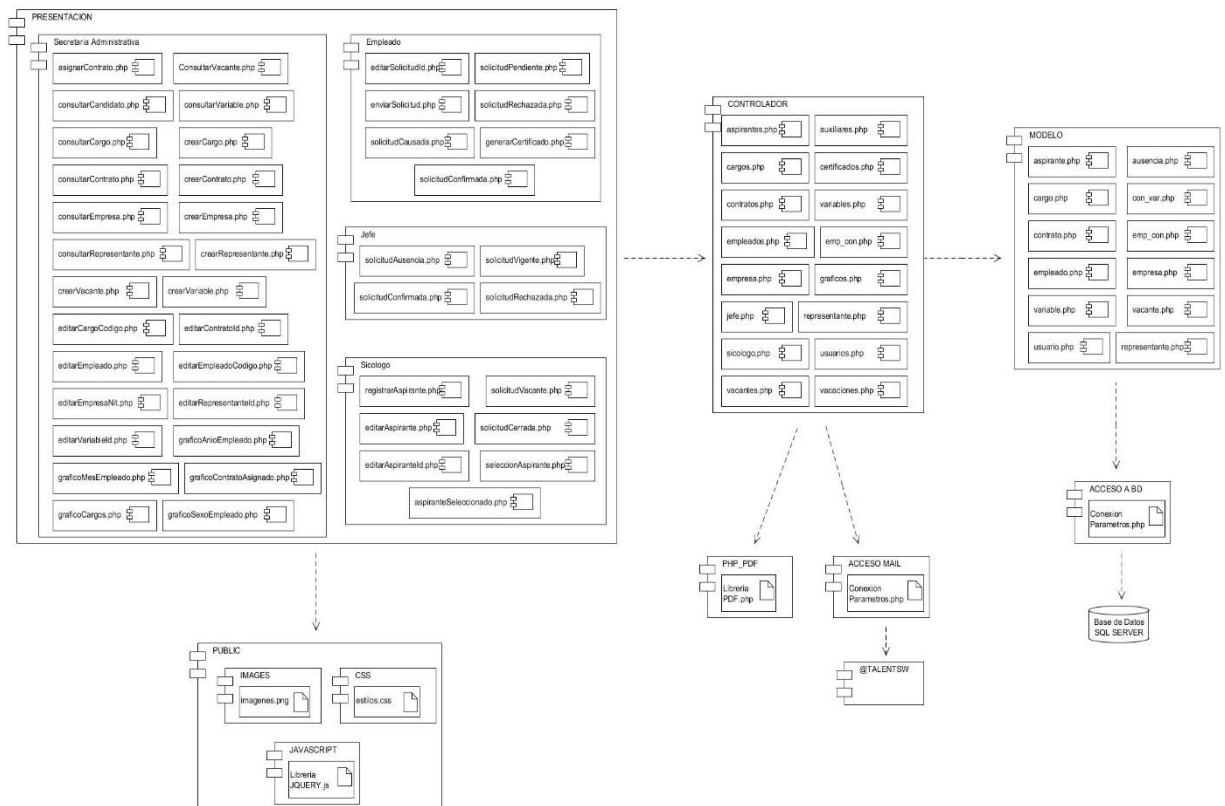 PRESENTACION
Secretaria Administrativa
asignarContrato.php
ConsultarVacante.php
consultarCandidato.php
consultarVariable.php
consultarCargo.php
crearCargo.php
consultarContrato.php
crearContrato.php
consultarEmpresa.php
crearEmpresa.php
consultarRepresentante.php
crearRepresentante.php
crearVacante.php
crearVariable.php
editarCargoCodigo.php
editarContratoId.php
editarEmpleado.php
editarEmpleadoCodigo.php
editarEmpresaNit.php
editarRepresentanteId.php
editarVariableId.php
graficoAnioEmpleado.php
graficoMesEmpleado.php
graficoContratoAsignado.php
graficoCargos.php
graficoSexoEmpleado.php
Empleado
editarSolicitudId.php
solicitudPendiente.php
enviarSolicitud.php
solicitudRechazada.php
solicitudCausada.php
generarCertificado.php
solicitudConfirmada.php
Jefe
solicitudAusencia.php
solicitudVigente.php
solicitudConfirmada.php
solicitudRechazada.php
Sicologo
registrarAspirante.php
solicitudVacante.php
editarAspirante.php
solicitudCerrada.php
editarAspiranteId.php
seleccionAspirante.php
aspiranteSeleccionado.php
CONTROLADOR
aspirantes.php
auxiliares.php
cargos.php
certificados.php
contratos.php
variables.php
empleados.php
emp_con.php
empresa.php
graficos.php
jefe.php
representante.php
sicologo.php
usuarios.php
vacantes.php
vacaciones.php
MODELO
aspirante.php
ausencia.php
cargo.php
con_var.php
contrato.php
emp_con.php
empleado.php
empresa.php
variable.php
vacante.php
usuario.php
representante.php
ACCESO A BD
Conexion
Parametros.php
Base de Datos
SQL SERVER
PHP_PDF
Libreria
PDF.php
ACCESO MAIL
Conexion
Parametros.php
@TALENTSW
PUBLIC
IMAGES
imagenes.png
CSS
estilos.css
JAVASCRIPT
Libreria
JQUERY.js